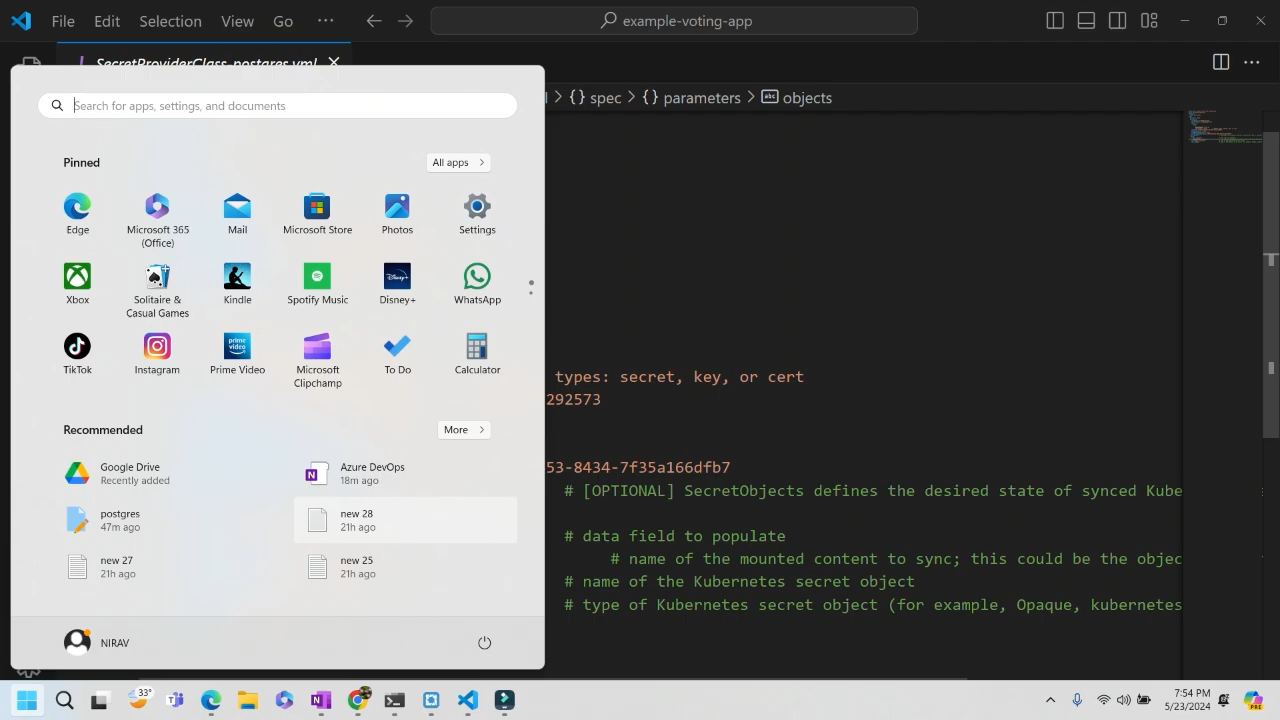 File Edit Selection View Go ··· example-voting-app
SecretProviderClass-postgres.yml
{} spec > {} parameters > objects
Search for apps, settings, and documents
Pinned
All apps >
Edge
Microsoft 365
(Office)
Mail
Microsoft Store
Photos
Settings
Xbox
Solitaire &
Casual Games
Kindle
Spotify Music
Disney+
WhatsApp
TikTok
Instagram
prime video
Prime Video
Microsoft
Clipchamp
To Do
Calculator
Recommended
More >
Google Drive
Recently added
Azure DevOps
18m ago
postgres
47m ago
new 28
21h ago
new 27
21h ago
new 25
21h ago
NIRAV
types: secret, key, or cert
292573
53-8434-7f35a166dfb7
# [OPTIONAL] SecretObjects defines the desired state of synced Kube
# data field to populate
# name of the mounted content to sync; this could be the objec
# name of the Kubernetes secret object
# type of Kubernetes secret object (for example, Opaque, kubernetes
33°
7:54 PM
5/23/2024